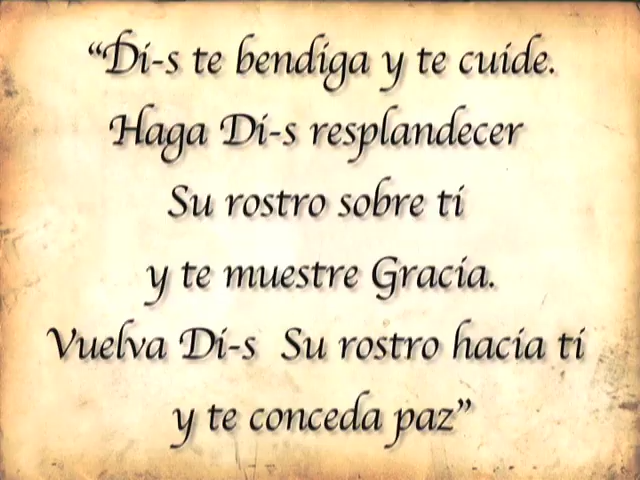 “Di-s te bendiga y te cuide.
Haga Di-s resplandecer
Su rostro sobre ti
y te muestre Gracia.
Vuelva Di-s Su rostro hacia ti
y te conceda paz”